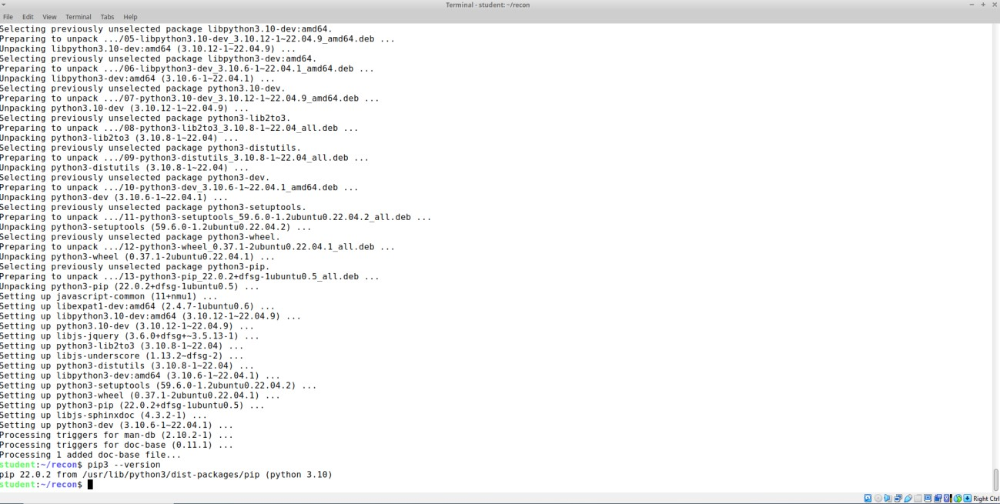 Terminal - student: ~/recon
File Edit View Terminal Tabs Help
Selecting previously unselected package libpython3.10-dev:amd64.
Preparing to unpack .../05-libpython3.10-dev_3.10.12-1~22.04.9_amd64.deb ...
Unpacking libpython3.10-dev:amd64 (3.10.12-1~22.04.9) ...
Selecting previously unselected package libpython3-dev:amd64.
Preparing to unpack .../06-libpython3-dev_3.10.6-1~22.04.1_amd64.deb ...
Unpacking libpython3-dev:amd64 (3.10.6-1~22.04.1) ...
Selecting previously unselected package python3.10-dev.
Preparing to unpack .../07-python3.10-dev_3.10.12-1~22.04.9_amd64.deb ...
Unpacking python3.10-dev (3.10.12-1~22.04.9) ...
Selecting previously unselected package python3-lib2to3.
Preparing to unpack .../08-python3-lib2to3_3.10.8-1~22.04_all.deb ...
Unpacking python3-lib2to3 (3.10.8-1~22.04) ...
Selecting previously unselected package python3-distutils.
Preparing to unpack .../09-python3-distutils_3.10.8-1~22.04_all.deb ...
Unpacking python3-distutils (3.10.8-1~22.04) ...
Selecting previously unselected package python3-dev.
Preparing to unpack .../10-python3-dev_3.10.6-1~22.04.1_amd64.deb ...
Unpacking python3-dev (3.10.6-1~22.04.1) ...
Selecting previously unselected package python3-setuptools.
Preparing to unpack .../11-python3-setuptools_59.6.0-1.2ubuntu0.22.04.2_all.deb ...
Unpacking python3-setuptools (59.6.0-1.2ubuntu0.22.04.2) ...
Selecting previously unselected package python3-wheel.
Preparing to unpack .../12-python3-wheel_0.37.1-2ubuntu0.22.04.1_all.deb ...
Unpacking python3-wheel (0.37.1-2ubuntu0.22.04.1) ...
Selecting previously unselected package python3-pip.
Preparing to unpack .../13-python3-pip_22.0.2+dfsg-1ubuntu0.5_all.deb ...
Unpacking python3-pip (22.0.2+dfsg-1ubuntu0.5) ...
Setting up javascript-common (11+nmu1) ...
Setting up libexpat1-dev:amd64 (2.4.7-1ubuntu0.6) ...
Setting up libpython3.10-dev:amd64 (3.10.12-1~22.04.9) ...
Setting up python3.10-dev (3.10.12-1~22.04.9) ...
Setting up libjs-jquery (3.6.0+dfsg+~3.5.13-1) ...
Setting up python3-lib2to3 (3.10.8-1~22.04) ...
Setting up libjs-underscore (1.13.2~dfsg-2) ...
Setting up python3-distutils (3.10.8-1~22.04) ...
Setting up libpython3-dev:amd64 (3.10.6-1~22.04.1) ...
Setting up python3-setuptools (59.6.0-1.2ubuntu0.22.04.2) ...
Setting up python3-wheel (0.37.1-2ubuntu0.22.04.1) ...
Setting up python3-pip (22.0.2+dfsg-1ubuntu0.5) ...
Setting up libjs-sphinxdoc (4.3.2-1) ...
Setting up python3-dev (3.10.6-1~22.04.1) ...
Processing triggers for man-db (2.10.2-1) ...
Processing triggers for doc-base (0.11.1) ...
Processing 1 added doc-base file...
student:~/recon$ pip3 --version
pip 22.0.2 from /usr/lib/python3/dist-packages/pip (python 3.10)
student:~/recon$
Right Ctrl